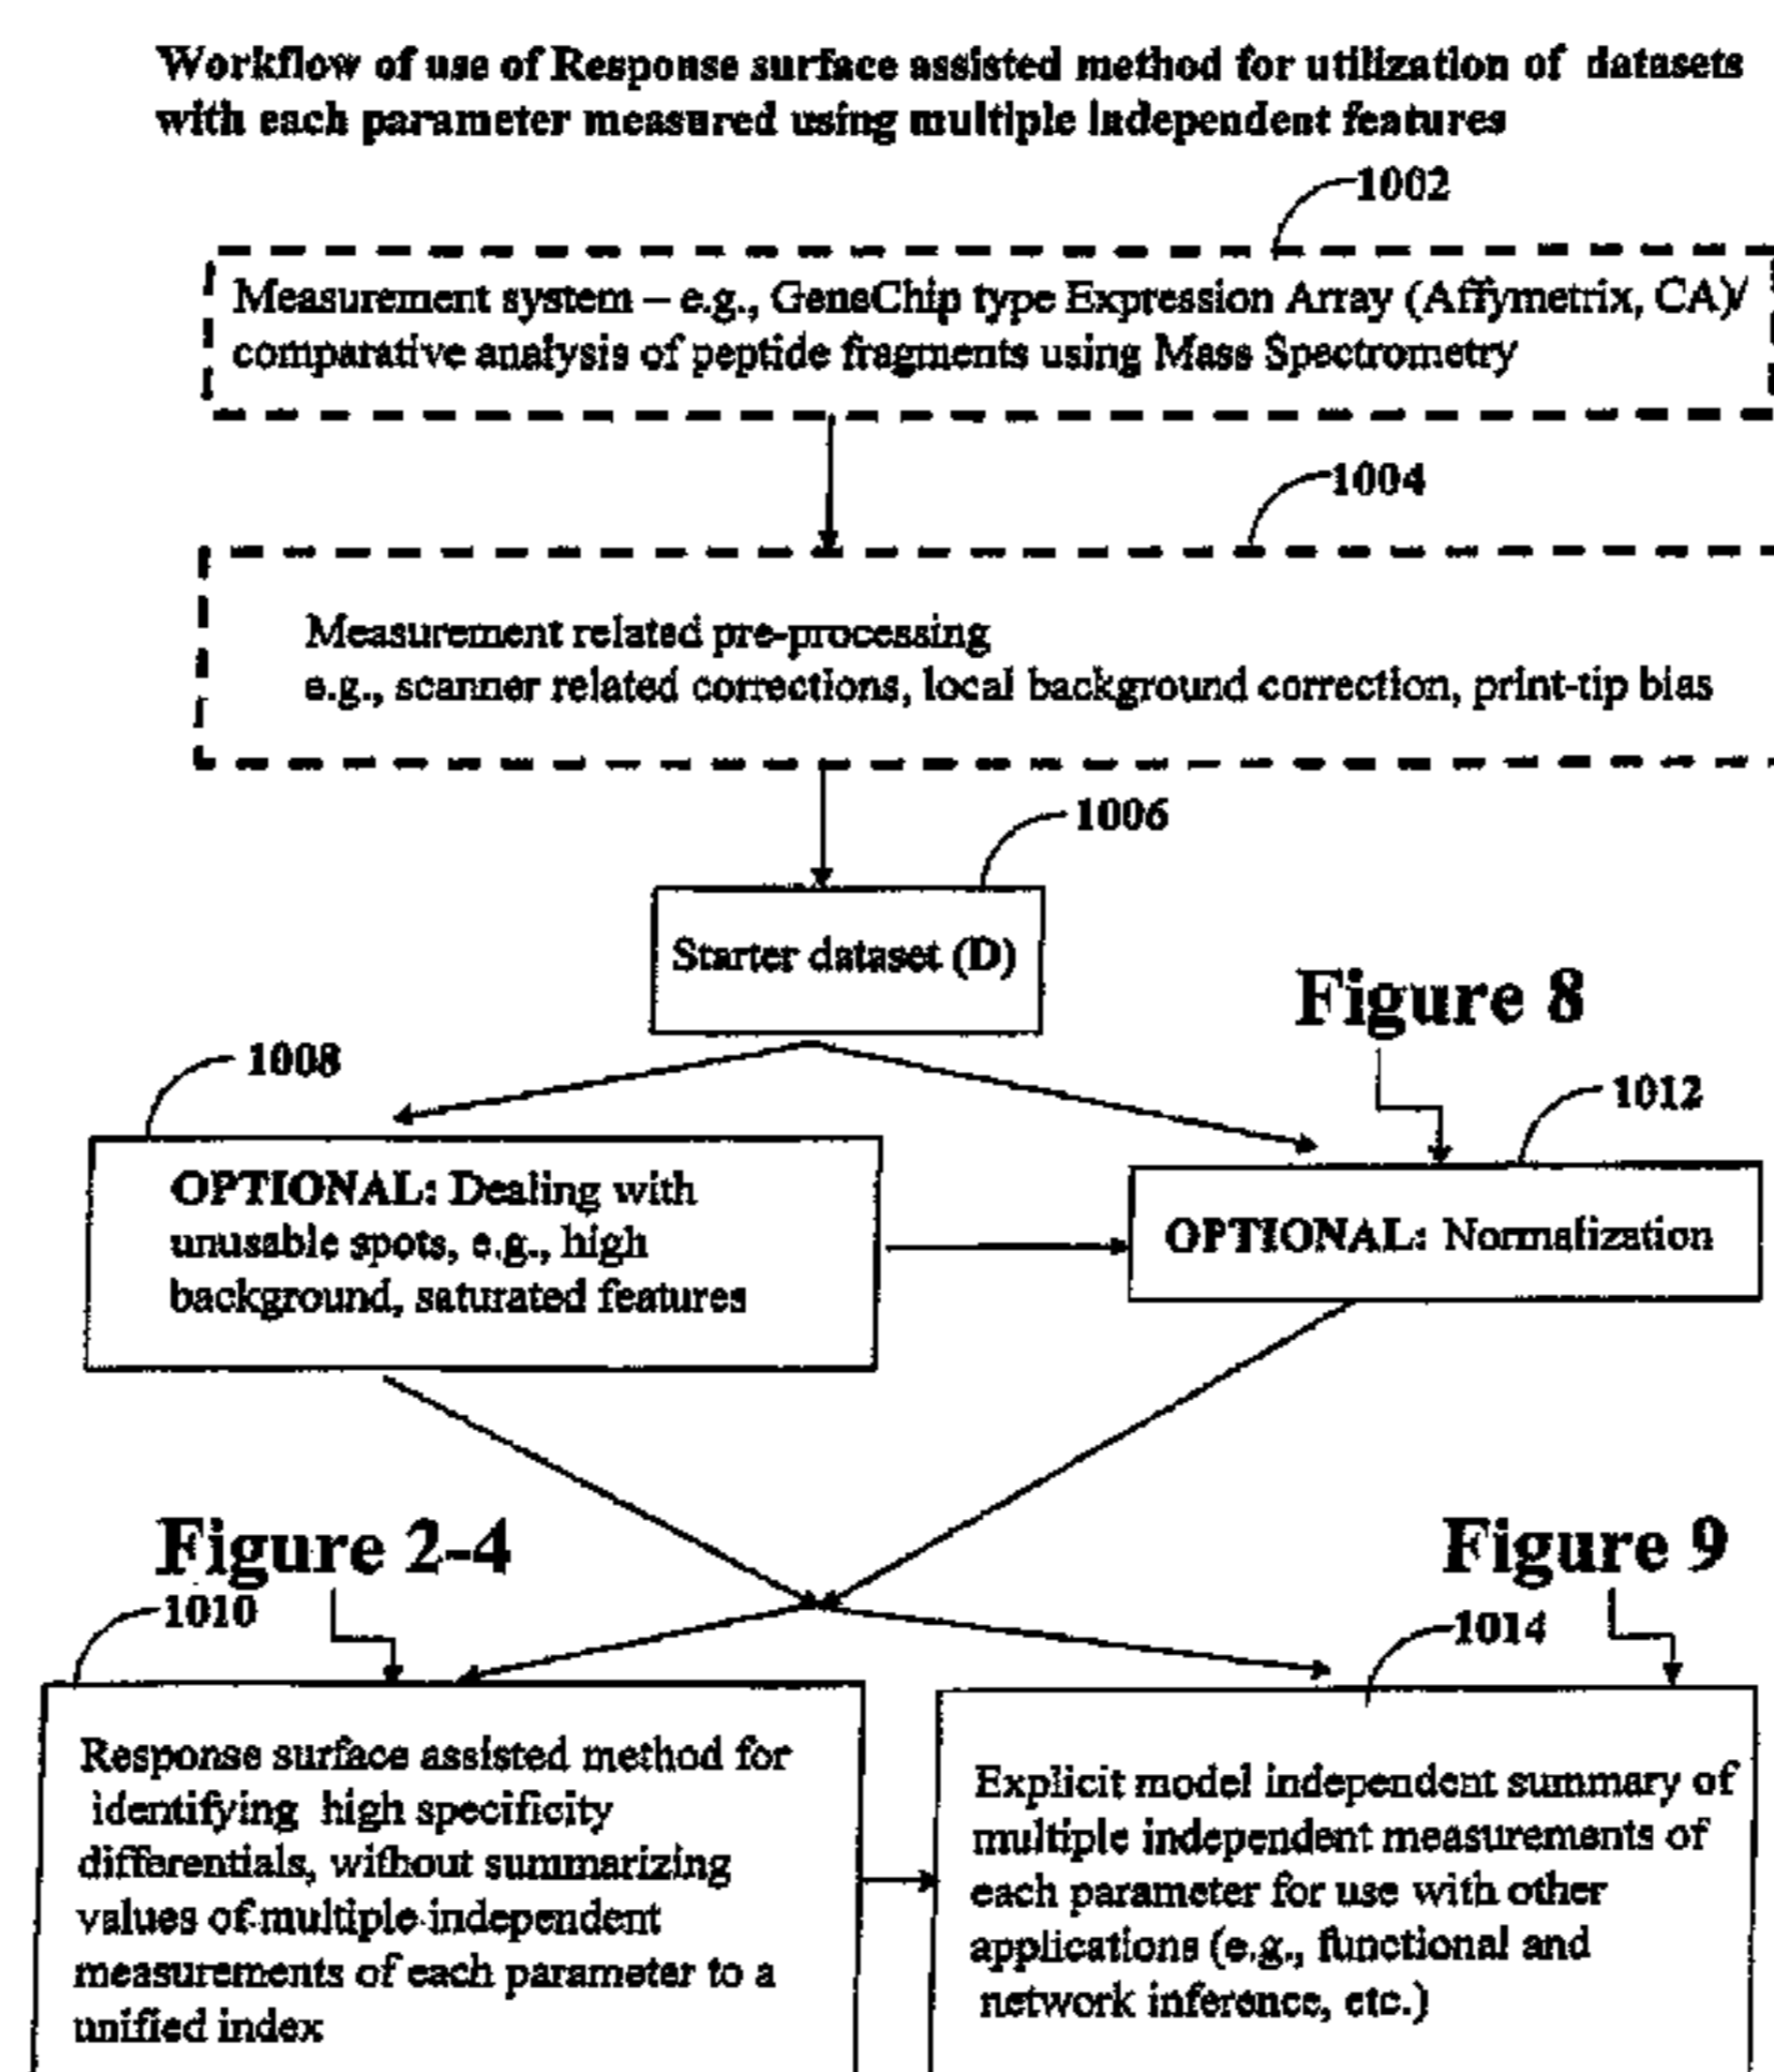 Workflow of use of Response surface assisted method for utilization of datasets
with each parameter measured using multiple independent features
1002
Measurement system – e.g., GeneChip type Expression Array (Affymetrix, CA)/
comparative analysis of peptide fragments using Mass Spectrometry
1004
Measurement related pre-processing
e.g., scanner related corrections, local background correction, print-tip bias
1006
Starter dataset (D)
Figure 8
1008
1012
OPTIONAL: Dealing with
unusable spots, e.g., high
background, saturated features
OPTIONAL: Normalization
Figure 2-4
Figure 9
1010
1014
Response surface assisted method for
identifying high specificity
differentials, without summarizing
values of multiple independent
measurements of each parameter to a
unified index
Explicit model independent summary of
multiple independent measurements of
each parameter for use with other
applications (e.g., functional and
network inference, etc.)